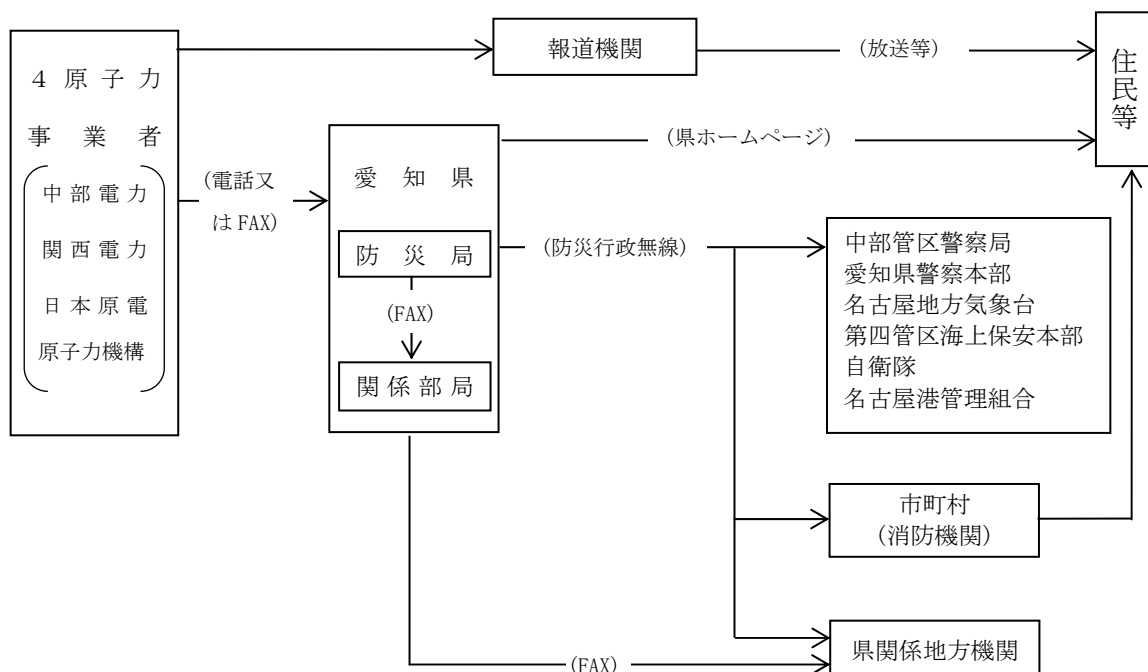 4 原 子 力
事 業 者
中 部 電 力
関 西 電 力
日 本 原 電
原子力機構
(電話又
は FAX)
報道機関
(放送等)
住民等
愛 知 県
(県ホームページ)
防 災 局
(FAX)
関 係 部 局
(防災行政無線)
中部管区警察局
愛知県警察本部
名古屋地方気象台
第四管区海上保安本部
自衛隊
名古屋港管理組合
市町村
(消防機関)
県関係地方機関
(FAX)